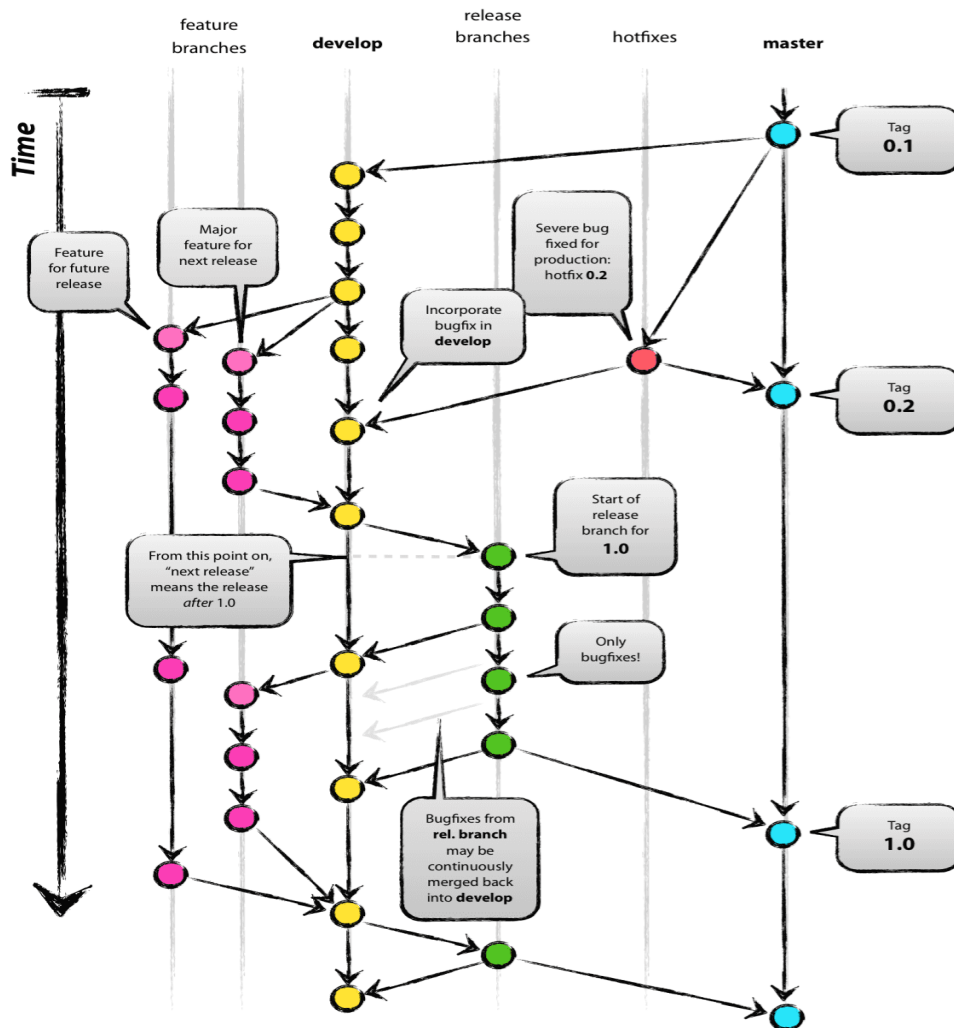 feature
branches
develop
release
branches
hotfixes
master
Time
Tag
0.1
Feature
for future
release
Major
feature for
next release
Severe bug
fixed for
production:
hotfix 0.2
Incorporate
bugfix in
develop
Tag
0.2
Start of
release
branch for
1.0
From this point on,
“next release”
means the release
after 1.0
Only
bugfixes!
Bugfixes from
rel. branch
may be
continuously
merged back
into develop
Tag
1.0